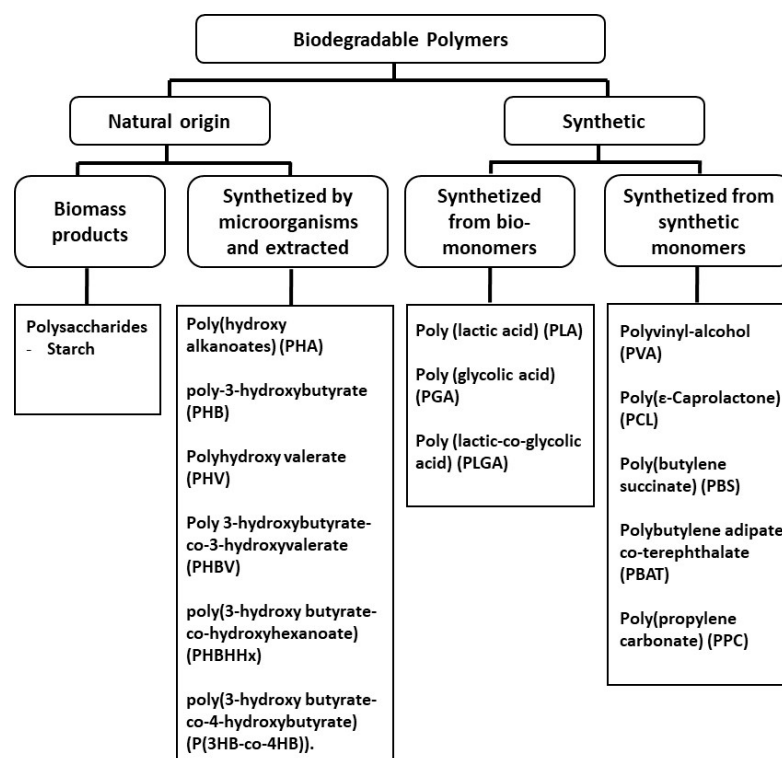 Biodegradable Polymers
Natural origin
Synthetic
Biomass
products
Synthetized by
microorganisms
and extracted
Synthetized
from bio-
monomers
Synthetized from
synthetic
monomers
Polysaccharides
- Starch
Poly(hydroxy
alkanoates) (PHA)
poly-3-hydroxybutyrate
(PHB)
Polyhydroxy valerate
(PHV)
Poly 3-hydroxybutyrate-
co-3-hydroxyvalerate
(PHBV)
poly(3-hydroxy butyrate-
co-hydroxyhexanoate)
(PHBHHx)
poly(3-hydroxy butyrate-
co-4-hydroxybutyrate)
(P(3HB-co-4HB)).
Poly (lactic acid) (PLA)
Poly (glycolic acid)
(PGA)
Poly (lactic-co-glycolic
acid) (PLGA)
Polyvinyl-alcohol
(PVA)
Poly(ε-Caprolactone)
(PCL)
Poly(butylene
succinate) (PBS)
Polybutylene adipate
co-terephthalate
(PBAT)
Poly(propylene
carbonate) (PPC)